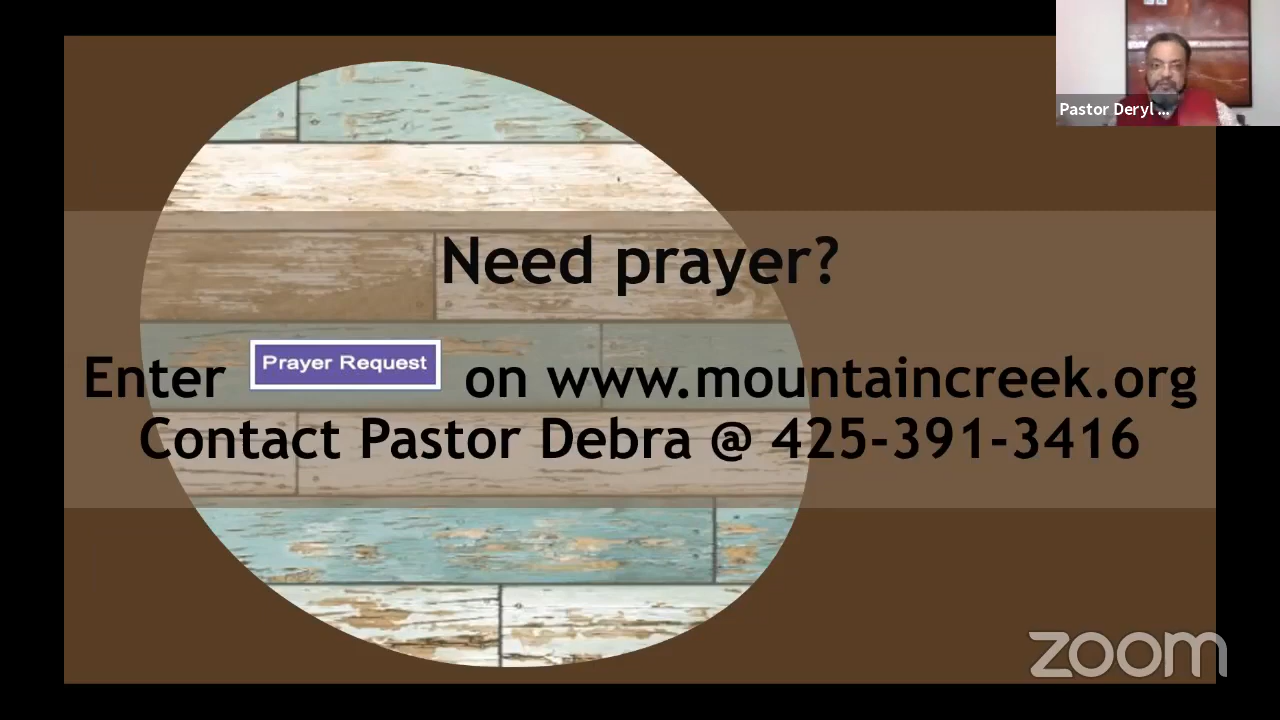 Pastor Deryl ...
Need prayer?
Enter Prayer Request on www.mountaincreek.org
Contact Pastor Debra @ 425-391-3416
zoom